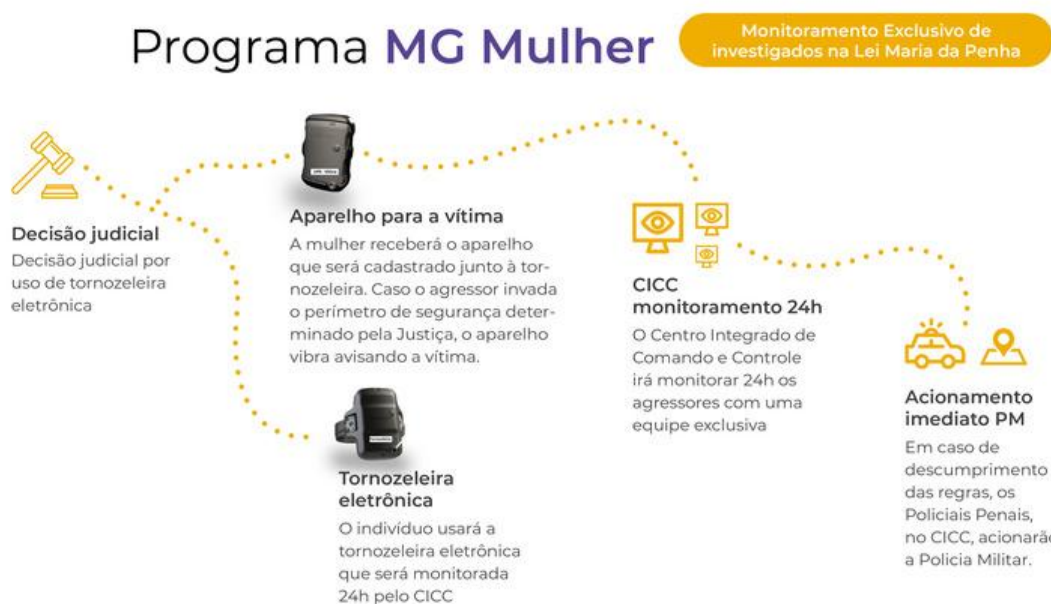 Programa MG Mulher
Monitoramento Exclusivo de
investigados na Lei Maria da Penha
Decisão judicial
Decisão judicial por
uso de tornozeleira
eletrônica
Aparelho para a vítima
A mulher receberá o aparelho
que será cadastrado junto à tor-
nozeleira. Caso o agressor invada
o perímetro de segurança deter-
minado pela Justiça, o aparelho
vibra avisando a vítima.
Tornozeleira
eletrônica
O indivíduo usará a
tornozeleira eletrônica
que será monitorada
24h pelo CICC
CICC
monitoramento 24h
O Centro Integrado de
Comando e Controle
irá monitorar 24h os
agressores com uma
equipe exclusiva
Acionamento
imediato PM
Em caso de
descumprimento
das regras, os
Policiais Penais,
no CICC, acionarão
a Policia Militar.